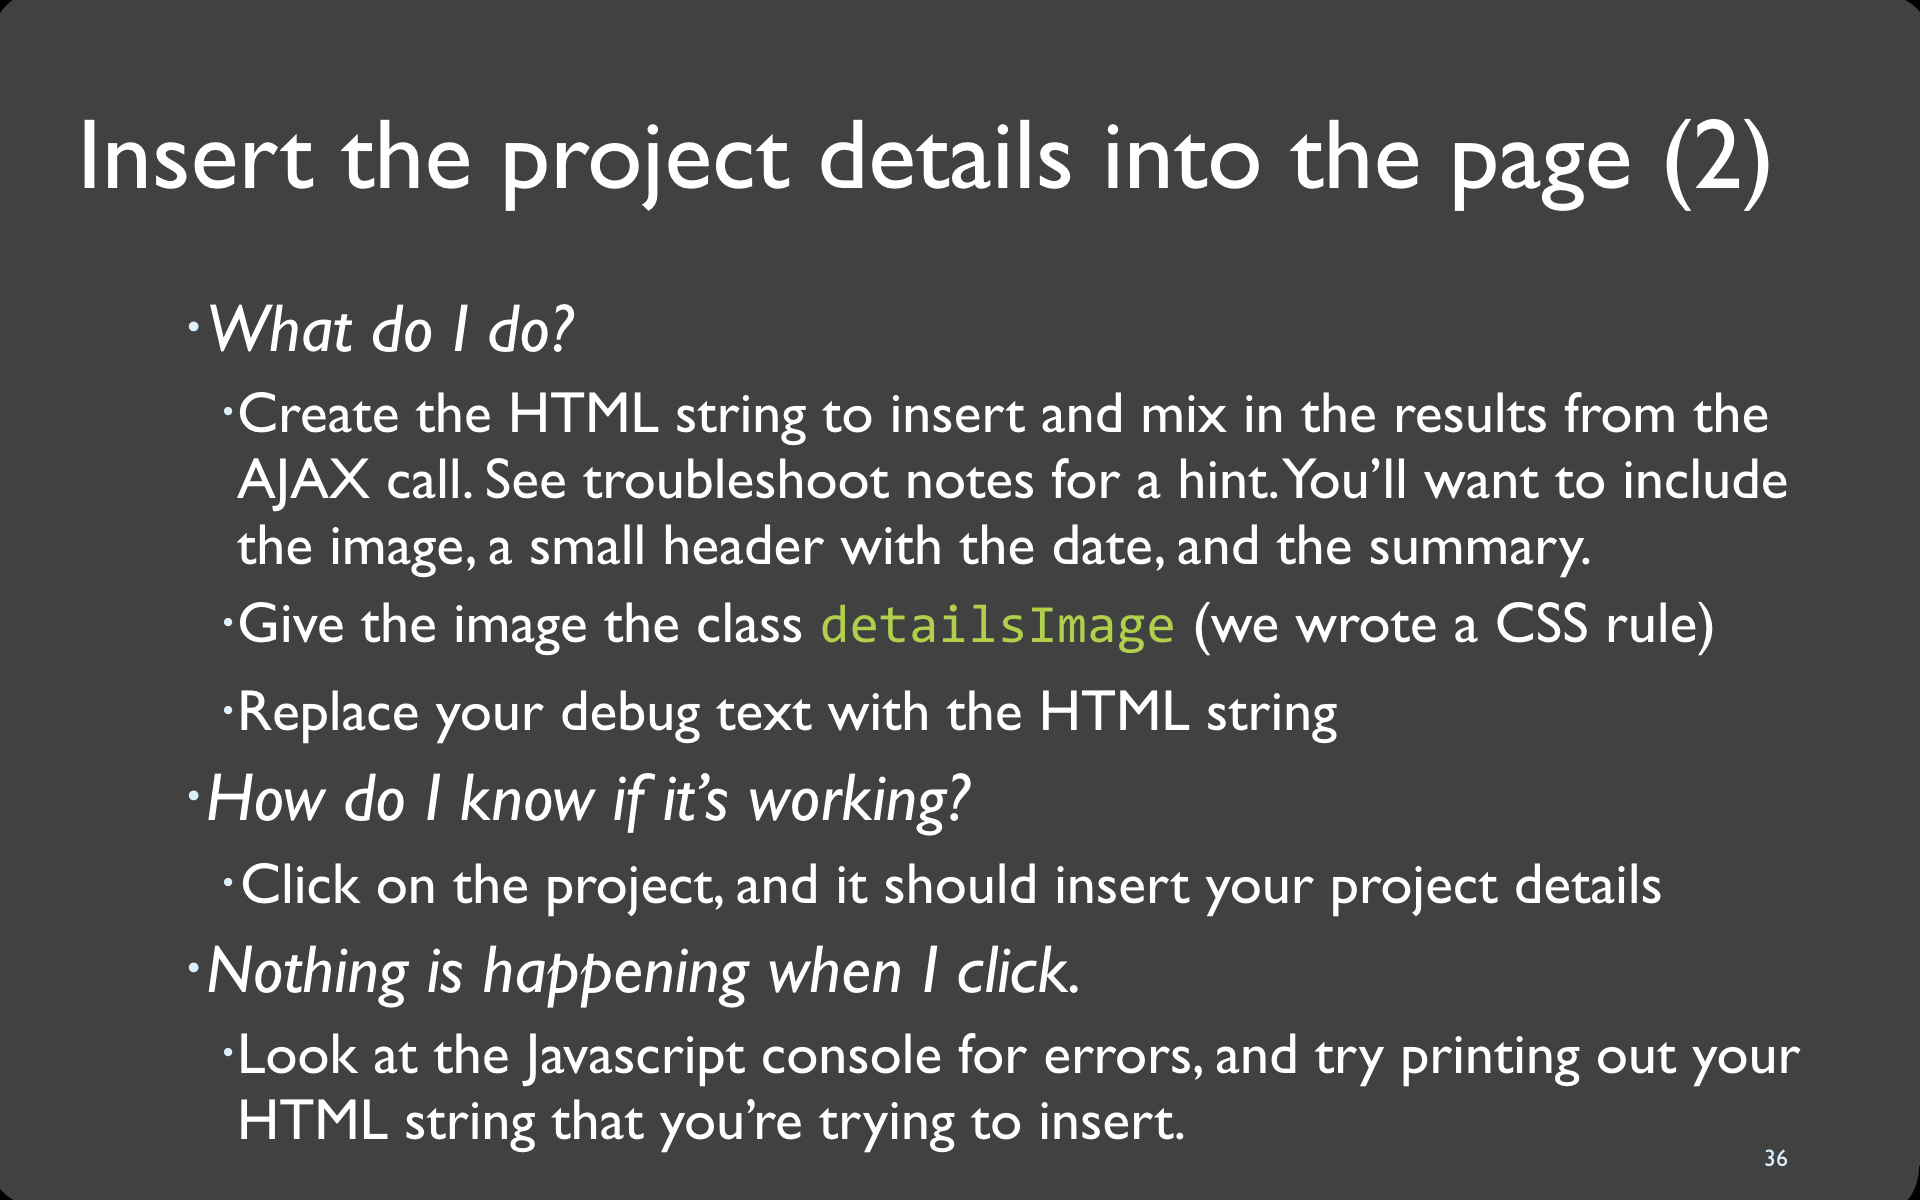 Insert the project details into the page (2)
•What do I do?
•Create the HTML string to insert and mix in the results from the
AJAX call. See troubleshoot notes for a hint. You’ll want to include
the image, a small header with the date, and the summary.
•Give the image the class detailsImage (we wrote a CSS rule)
•Replace your debug text with the HTML string
•How do I know if it’s working?
•Click on the project, and it should insert your project details
•Nothing is happening when I click.
•Look at the Javascript console for errors, and try printing out your
HTML string that you’re trying to insert.
36